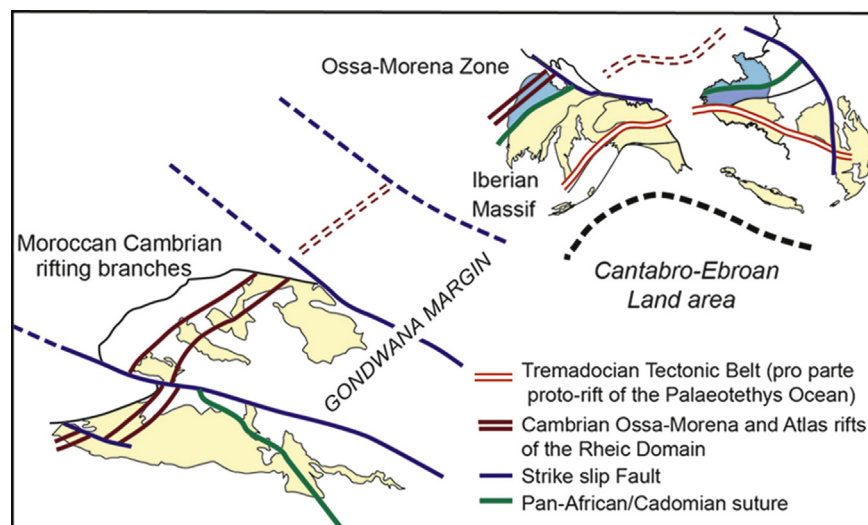 Ossa-Morena Zone
Iberian
Massif
Moroccan Cambrian
rifting branches
GONDWANA MARGIN
Cantabro-Ebroan
Land area
Tremadocian Tectonic Belt (pro parte
proto-rift of the Palaeotethys Ocean)
Cambrian Ossa-Morena and Atlas rifts
of the Rheic Domain
Strike slip Fault
Pan-African/Cadomian suture